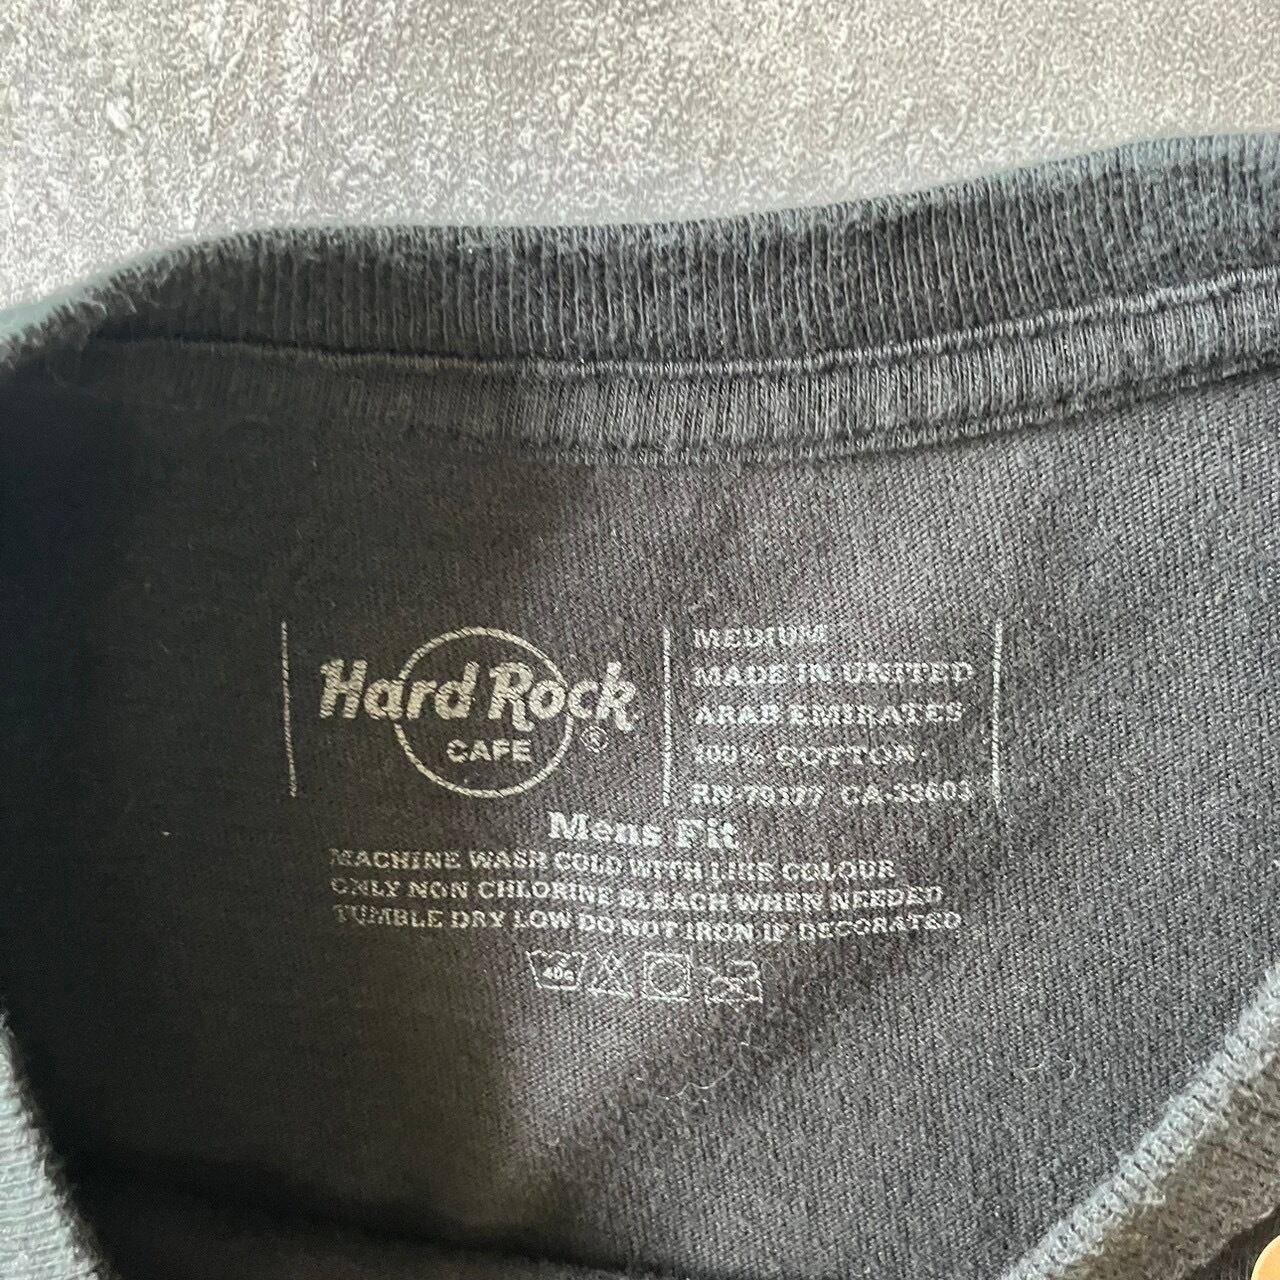 Hard Rock
CAFE
®
MEDIUM
MADE IN UNITED
ARAB EMIRATES
100% COTTON
RN-79177 CA-33603
Mens Fit
MACHINE WASH COLD WITH LIKE COLOUR
ONLY NON CHLORINE BLEACH WHEN NEEDED
TUMBLE DRY LOW DO NOT IRON IF DECORATED
40c